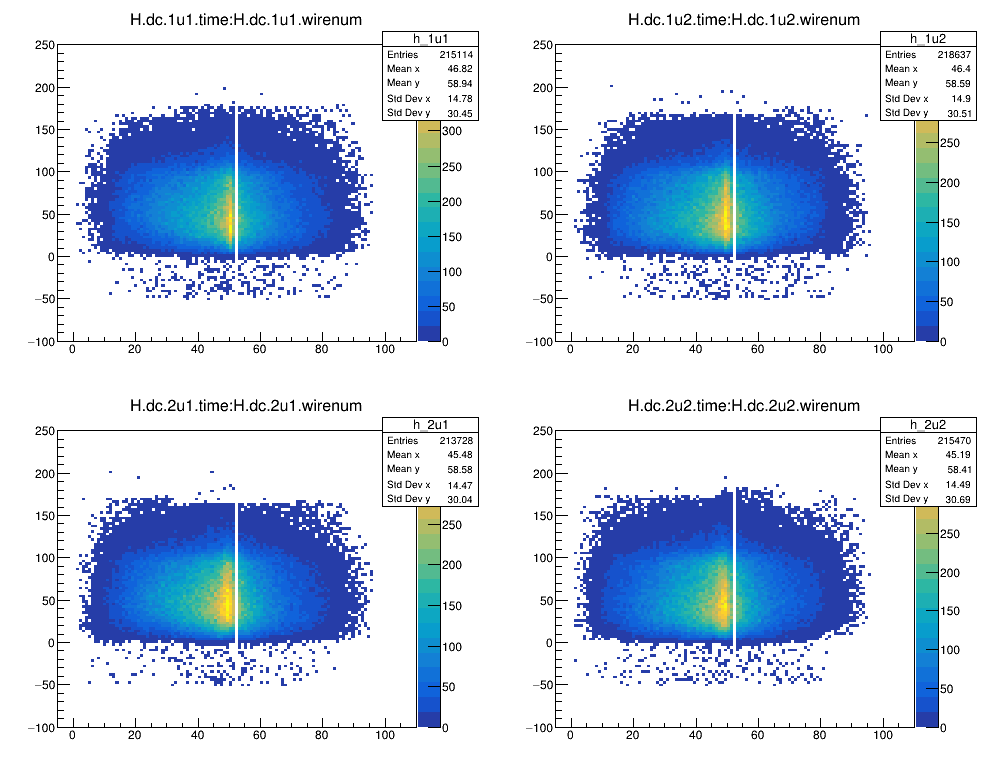 H.dc.1u1.time:H.dc.1u1.wirenum
h_1u1
Entries 215114
Mean x 46.82
Mean y 58.94
Std Dev x 14.78
Std Dev y 30.45
250
200
150
100
50
0
−50
−100
0 20 40 60 80 100
300
250
200
150
100
50
0
H.dc.1u2.time:H.dc.1u2.wirenum
h_1u2
Entries 218637
Mean x 46.4
Mean y 58.59
Std Dev x 14.9
Std Dev y 30.51
250
200
150
100
50
0
−50
−100
0 20 40 60 80 100
250
200
150
100
50
0
H.dc.2u1.time:H.dc.2u1.wirenum
h_2u1
Entries 213728
Mean x 45.48
Mean y 58.58
Std Dev x 14.47
Std Dev y 30.04
250
200
150
100
50
0
−50
−100
0 20 40 60 80 100
250
200
150
100
50
0
H.dc.2u2.time:H.dc.2u2.wirenum
h_2u2
Entries 215470
Mean x 45.19
Mean y 58.41
Std Dev x 14.49
Std Dev y 30.69
250
200
150
100
50
0
−50
−100
0 20 40 60 80 100
250
200
150
100
50
0